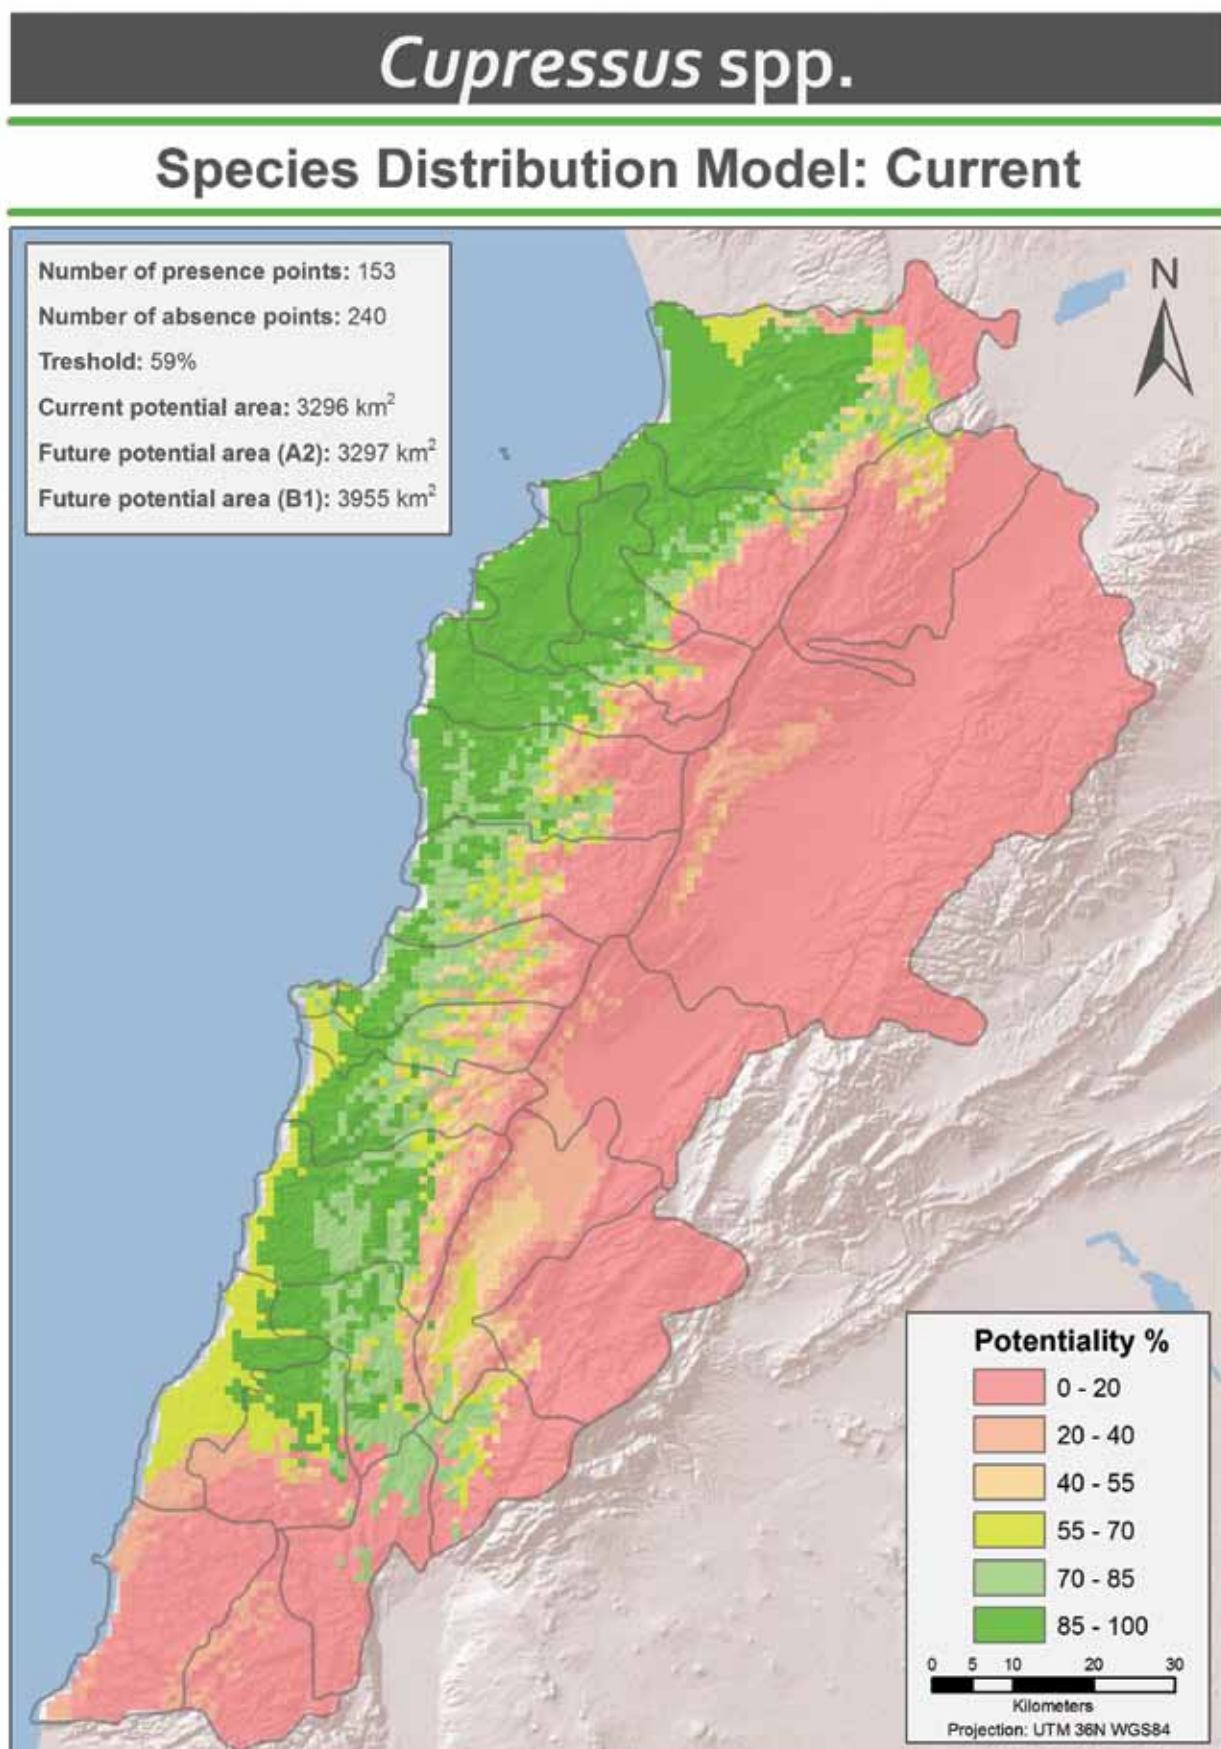 Cupressus spp.
Species Distribution Model: Current
Number of presence points: 153
Number of absence points: 240
Treshold: 59%
Current potential area: 3296 km²
Future potential area (A2): 3297 km²
Future potential area (B1): 3955 km²
N
Potentiality %
0 - 20
20 - 40
40 - 55
55 - 70
70 - 85
85 - 100
0 5 10 20 30
Kilometers
Projection: UTM 36N WGS84